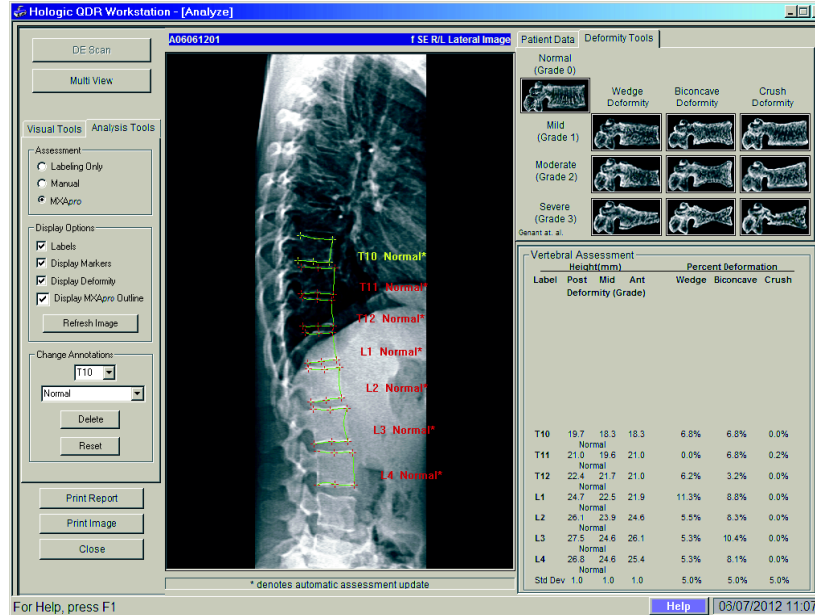 Hologic QDR Workstation - [Analyze]
DE Scan
Multi View
Visual Tools Analysis Tools
Assessment
Labeling Only
Manual
MXApro
Display Options
Labels
Display Markers
Display Deformity
Display MXApro Outline
Refresh Image
Change Annotations
T10
Normal
Delete
Reset
Print Report
Print Image
Close
A06061201 f SE R/L Lateral Image
T10 Normal*
T11 Normal*
T12 Normal*
L1 Normal*
L2 Normal*
L3 Normal*
L4 Normal*
* denotes automatic assessment update
Patient Data Deformity Tools
Normal
(Grade 0)
Wedge Deformity Biconcave Deformity Crush Deformity
Mild
(Grade 1)
Moderate
(Grade 2)
Severe
(Grade 3)
Genant at. al.
Vertebral Assessment
Height(mm) Percent Deformation
Label Post Mid Ant Wedge Biconcave Crush
Deformity (Grade)
T10 19.7 18.3 18.3 6.8% 6.8% 0.0%
Normal
T11 21.0 19.6 21.0 0.0% 6.8% 0.2%
Normal
T12 22.4 21.7 21.0 6.2% 3.2% 0.0%
Normal
L1 24.7 22.5 21.9 11.3% 8.8% 0.0%
Normal
L2 26.1 23.9 24.6 5.5% 8.3% 0.0%
Normal
L3 27.5 24.6 26.1 5.3% 10.4% 0.0%
Normal
L4 26.8 24.6 25.4 5.3% 8.1% 0.0%
Normal
Std Dev 1.0 1.0 1.0 5.0% 5.0% 5.0%
For Help, press F1
Help 06/07/2012 11:07